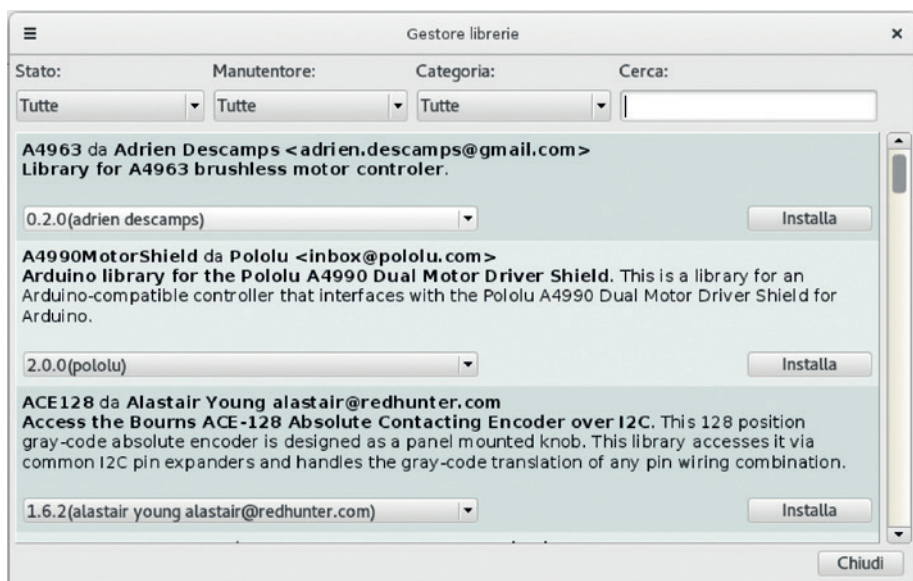 Gestore librerie
Stato: Manutentore: Categoria: Cerca:
Tutte Tutte Tutte
A4963 da Adrien Descamps <adrien.descamps@gmail.com>
Library for A4963 brushless motor controler.
0.2.0(adrien descamps) Installa
A4990MotorShield da Pololu <inbox@pololu.com>
Arduino library for the Pololu A4990 Dual Motor Driver Shield. This is a library for an
Arduino-compatible controller that interfaces with the Pololu A4990 Dual Motor Driver Shield for
Arduino.
2.0.0(pololu) Installa
ACE128 da Alastair Young alastair@redhunter.com
Access the Bourns ACE-128 Absolute Contacting Encoder over I2C. This 128 position
gray-code absolute encoder is designed as a panel mounted knob. This library accesses it via
common I2C pin expanders and handles the gray-code translation of any pin wiring combination.
1.6.2(alastair young alastair@redhunter.com) Installa
Chiudi